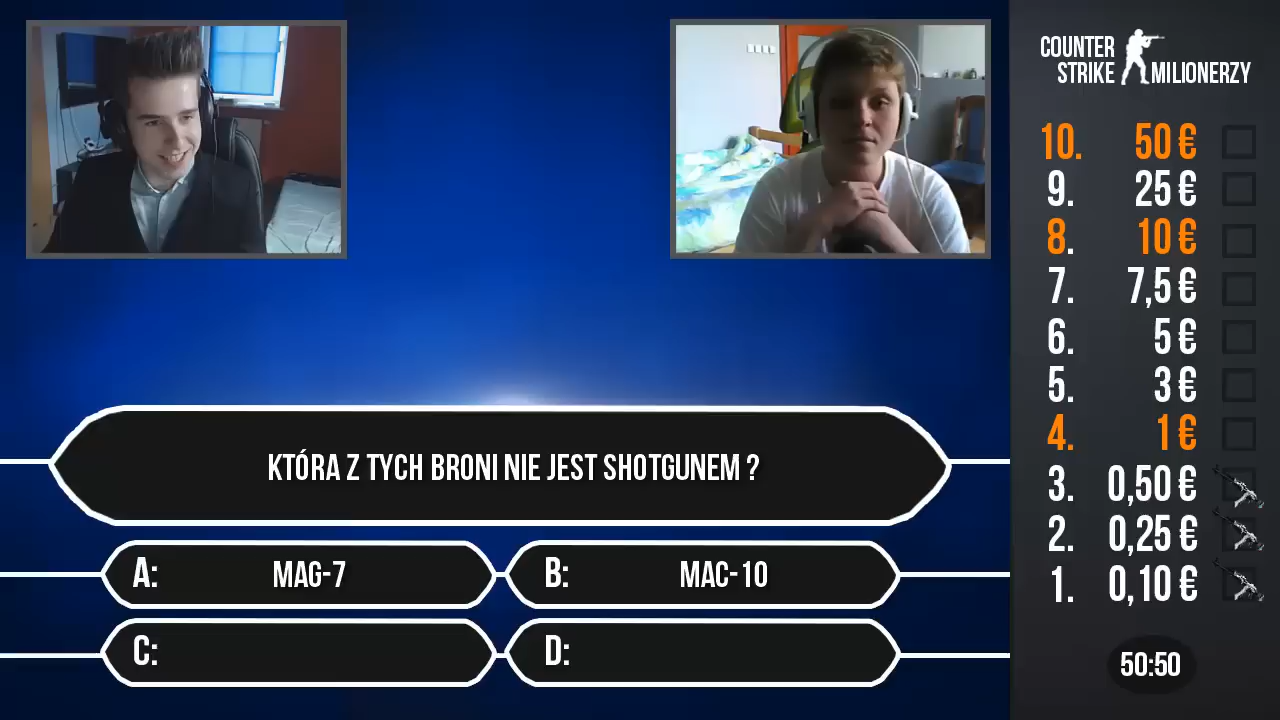 COUNTER
STRIKE MILIONERZY
10. 50 €
9. 25 €
8. 10 €
7. 7,5 €
6. 5 €
5. 3 €
4. 1 €
3. 0,50 €
2. 0,25 €
1. 0,10 €
50:50
KTÓRA Z TYCH BRONI NIE JEST SHOTGUNEM ?
A: MAG-7
B: MAC-10
C:
D: